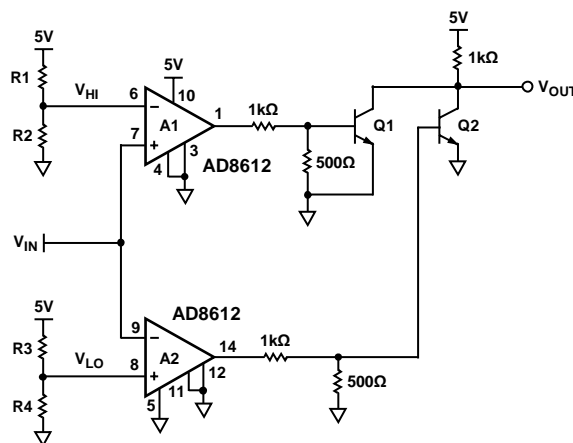 5V
R1
R2
VHI
6
7
5V
10
A1
1
4
3
AD8612
1kΩ
500Ω
Q1
5V
1kΩ
VOUT
Q2
VIN
5V
R3
R4
VLO
AD8612
9
8
A2
14
5
11
12
1kΩ
500Ω